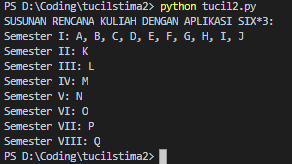 PS D:\Coding\tucilstima2> python tucil2.py
SUSUNAN RENCANA KULIAH DENGAN APLIKASI SIX*3:
Semester I: A, B, C, D, E, F, G, H, I, J
Semester II: K
Semester III: L
Semester IV: M
Semester V: N
Semester VI: O
Semester VII: P
Semester VIII: Q
PS D:\Coding\tucilstima2>